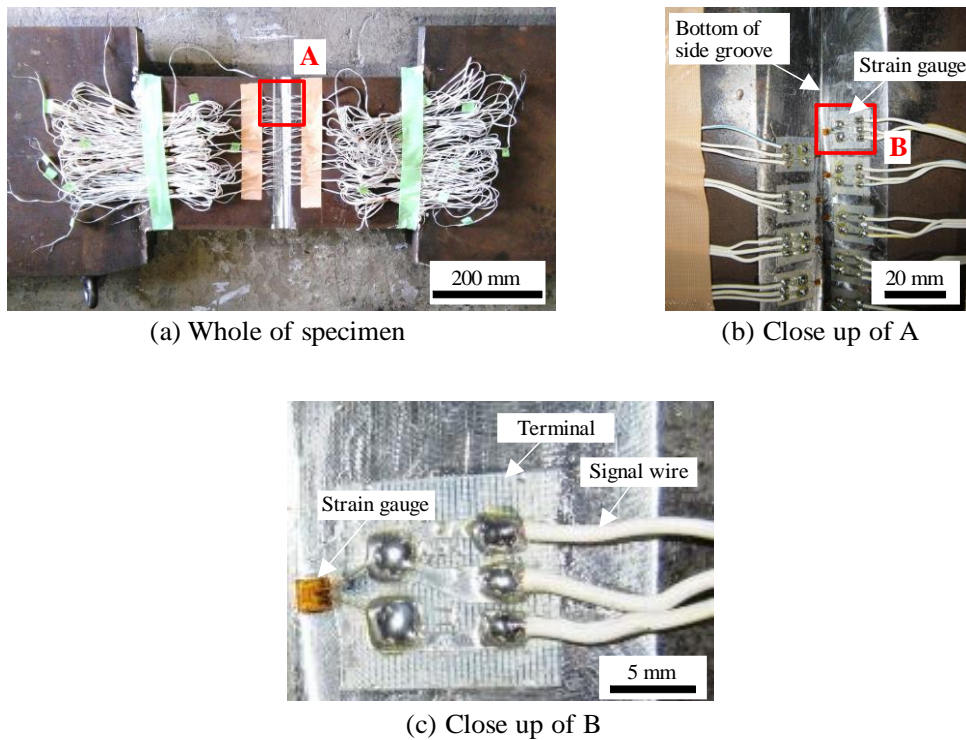 A
200 mm
(a) Whole of specimen
Bottom of
side groove
Strain gauge
B
20 mm
(b) Close up of A
Terminal
Signal wire
Strain gauge
5 mm
(c) Close up of B